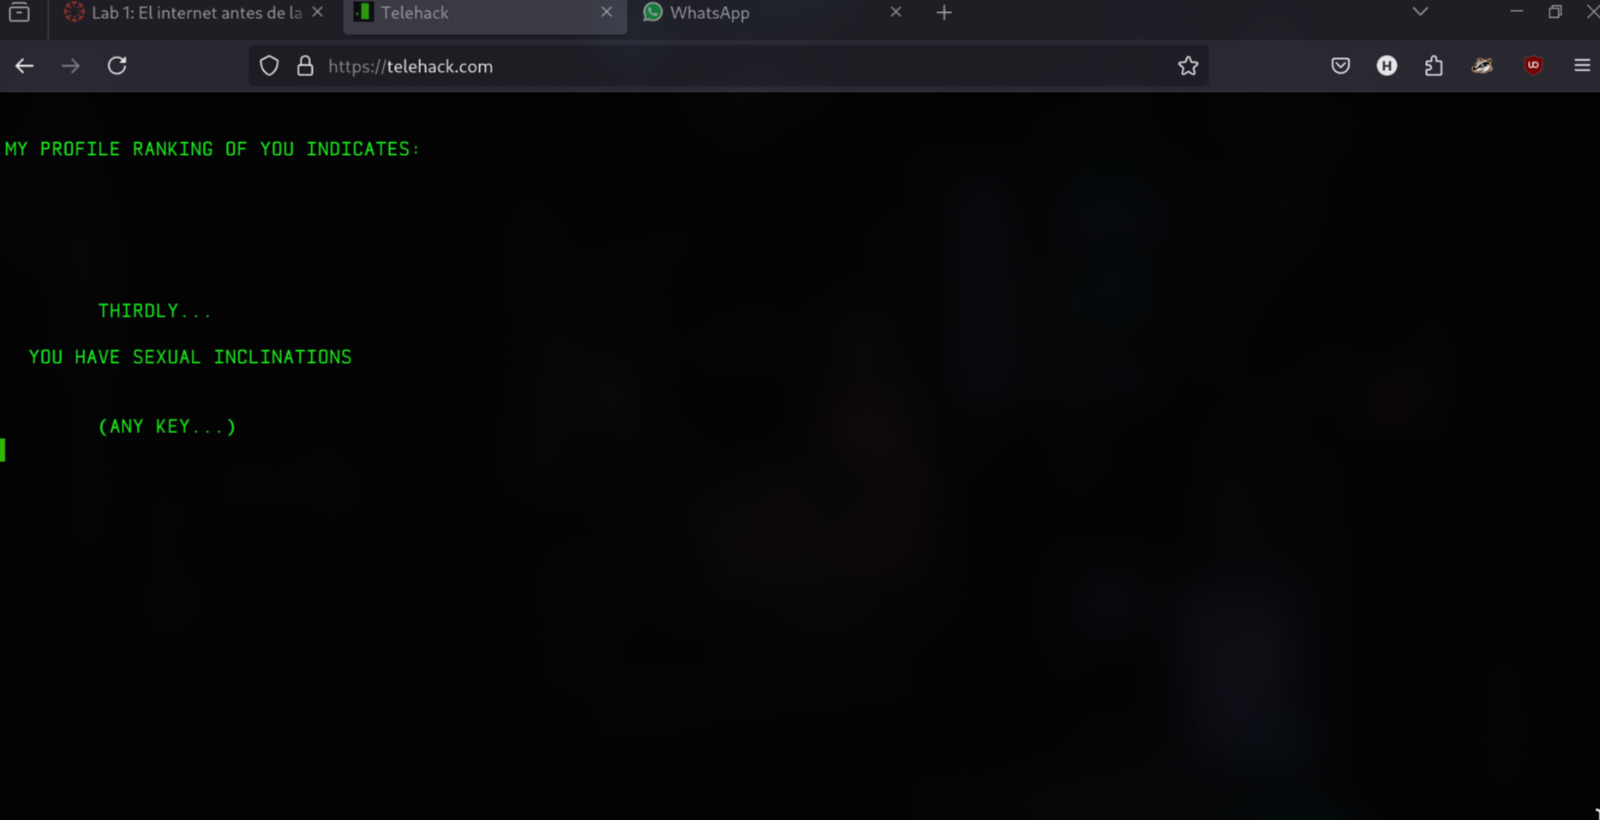 Lab 1: El internet antes de la
Telehack
WhatsApp
https://telehack.com
H
UD
MY PROFILE RANKING OF YOU INDICATES:
THIRDLY...
YOU HAVE SEXUAL INCLINATIONS
(ANY KEY...)